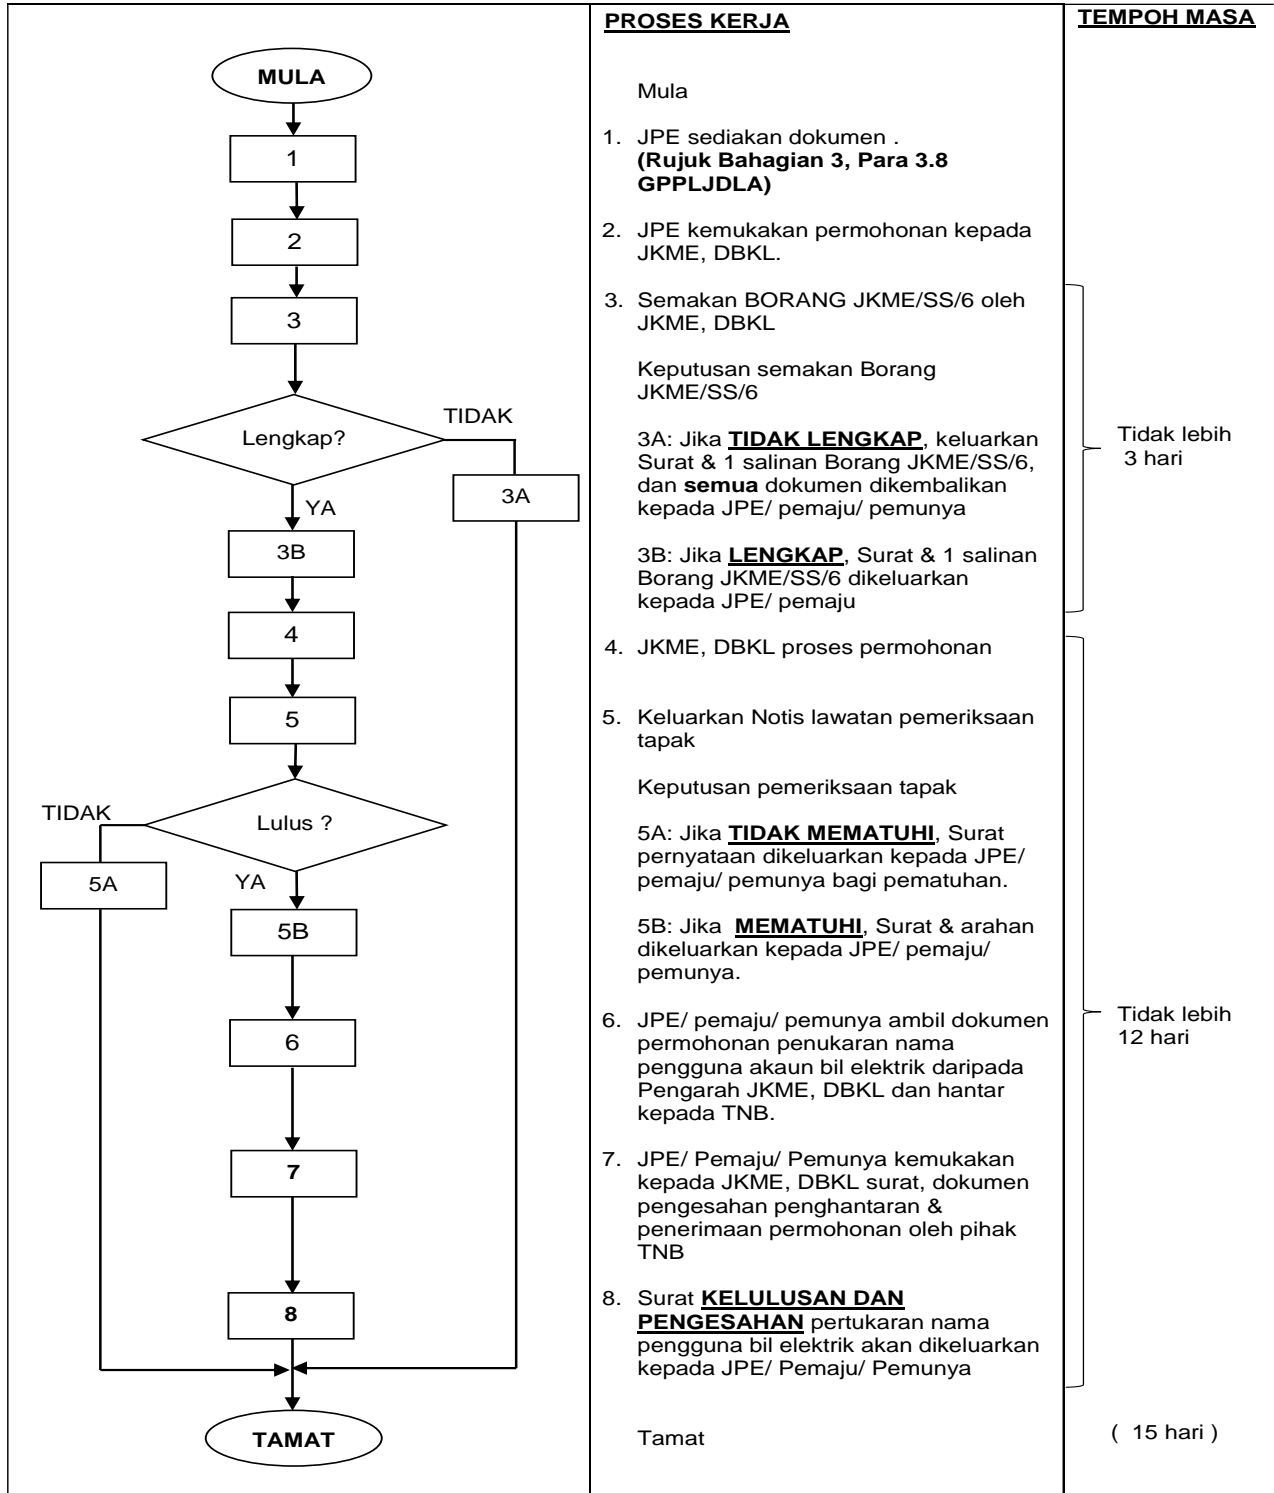 PROSES KERJA
TEMPOH MASA
MULA
1
2
3
Lengkap?
TIDAK
3A
YA
3B
4
5
Lulus ?
TIDAK
5A
YA
5B
6
7
8
TAMAT
Mula
1. JPE sediakan dokumen .
(Rujuk Bahagian 3, Para 3.8
GPPLJDLA)
2. JPE kemukakan permohonan kepada
JKME, DBKL.
3. Semakan BORANG JKME/SS/6 oleh
JKME, DBKL
Keputusan semakan Borang
JKME/SS/6
3A: Jika TIDAK LENGKAP, keluarkan
Surat & 1 salinan Borang JKME/SS/6,
dan semua dokumen dikembalikan
kepada JPE/ pemaju/ pemunya
3B: Jika LENGKAP, Surat & 1 salinan
Borang JKME/SS/6 dikeluarkan
kepada JPE/ pemaju
4. JKME, DBKL proses permohonan
5. Keluarkan Notis lawatan pemeriksaan
tapak
Keputusan pemeriksaan tapak
5A: Jika TIDAK MEMATUHI, Surat
pernyataan dikeluarkan kepada JPE/
pemaju/ pemunya bagi pematuhan.
5B: Jika MEMATUHI, Surat & arahan
dikeluarkan kepada JPE/ pemaju/
pemunya.
6. JPE/ pemaju/ pemunya ambil dokumen
permohonan penukaran nama
pengguna akaun bil elektrik daripada
Pengarah JKME, DBKL dan hantar
kepada TNB.
7. JPE/ Pemaju/ Pemunya kemukakan
kepada JKME, DBKL surat, dokumen
pengesahan penghantaran &
penerimaan permohonan oleh pihak
TNB
8. Surat KELULUSAN DAN
PENGESAHAN pertukaran nama
pengguna bil elektrik akan dikeluarkan
kepada JPE/ Pemaju/ Pemunya
Tamat
Tidak lebih
3 hari
Tidak lebih
12 hari
( 15 hari )